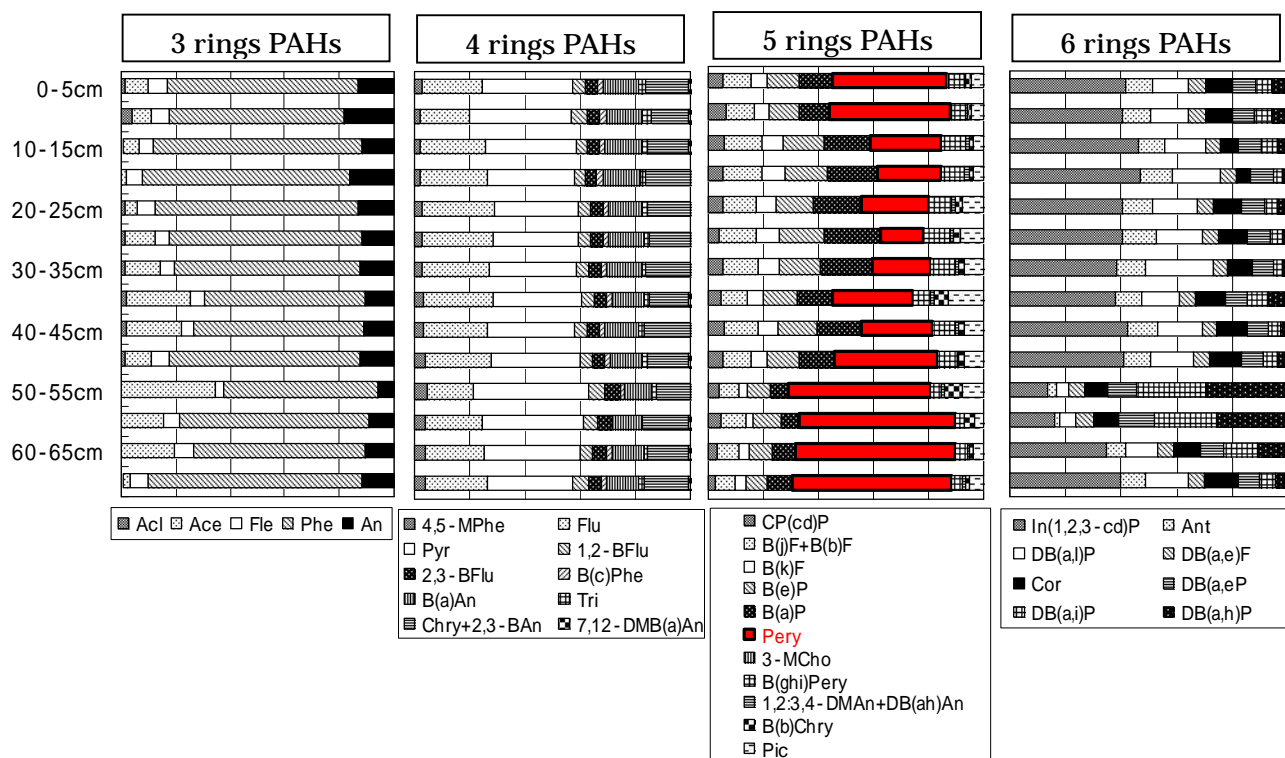 3 rings PAHs
4 rings PAHs
5 rings PAHs
6 rings PAHs
0-5cm
10-15cm
20-25cm
30-35cm
40-45cm
50-55cm
60-65cm
Acl Ace Fle Phe An
4,5-MPhe Flu
Pyr 1,2-BFlu
2,3-BFlu B(c)Phe
B(a)An Tri
Chry+2,3-BAn 7,12-DMB(a)An
CP(cd)P
B(j)F+B(b)F
B(k)F
B(e)P
B(a)P
Pery
3-MCho
B(ghi)Pery
1,2:3,4-DMAn+DB(ah)An
B(b)Chry
Pic
In(1,2,3-cd)P Ant
DB(a,l)P DB(a,e)F
Cor DB(a,eP
DB(a,i)P DB(a,h)P